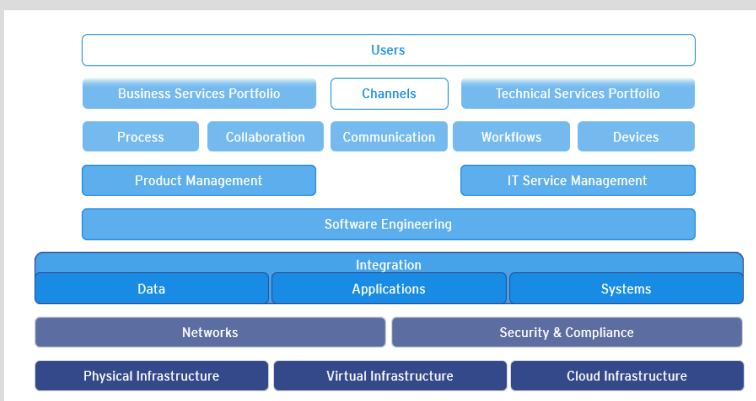 Users
Business Services Portfolio
Channels
Technical Services Portfolio
Process
Collaboration
Communication
Workflows
Devices
Product Management
IT Service Management
Software Engineering
Integration
Data
Applications
Systems
Networks
Security & Compliance
Physical Infrastructure
Virtual Infrastructure
Cloud Infrastructure